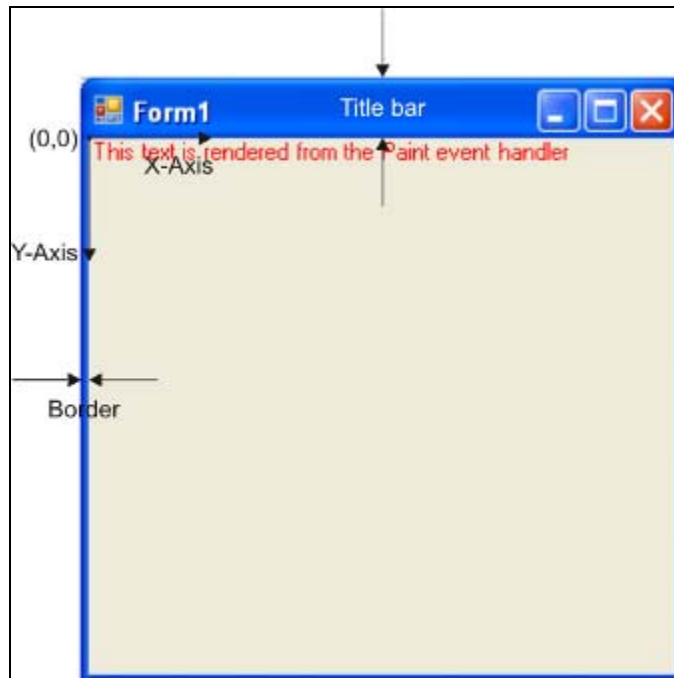 Form1
Title bar
(0,0)
This text is rendered from the Paint event handler
X-Axis
Y-Axis
Border